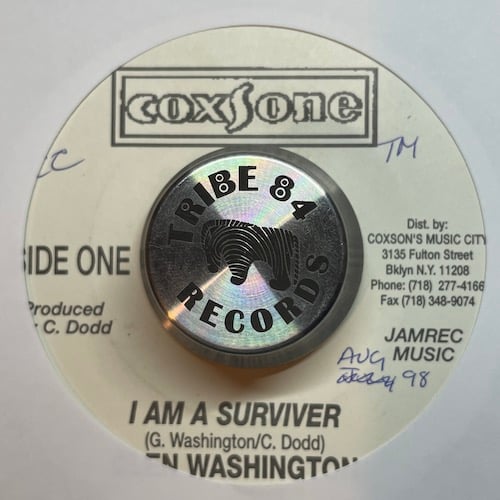 coxsone
TM
TRIBE 84
RECORDS
SIDE ONE
Dist. by:
COXSON'S MUSIC CITY
3135 Fulton Street
Bklyn N.Y. 11208
Phone: (718) 277-4166
Fax (718) 348-9074
Produced
C. Dodd
JAMREC
MUSIC
AUG
98
I AM A SURVIVER
(G. Washington/C. Dodd)
EN WASHINGTON